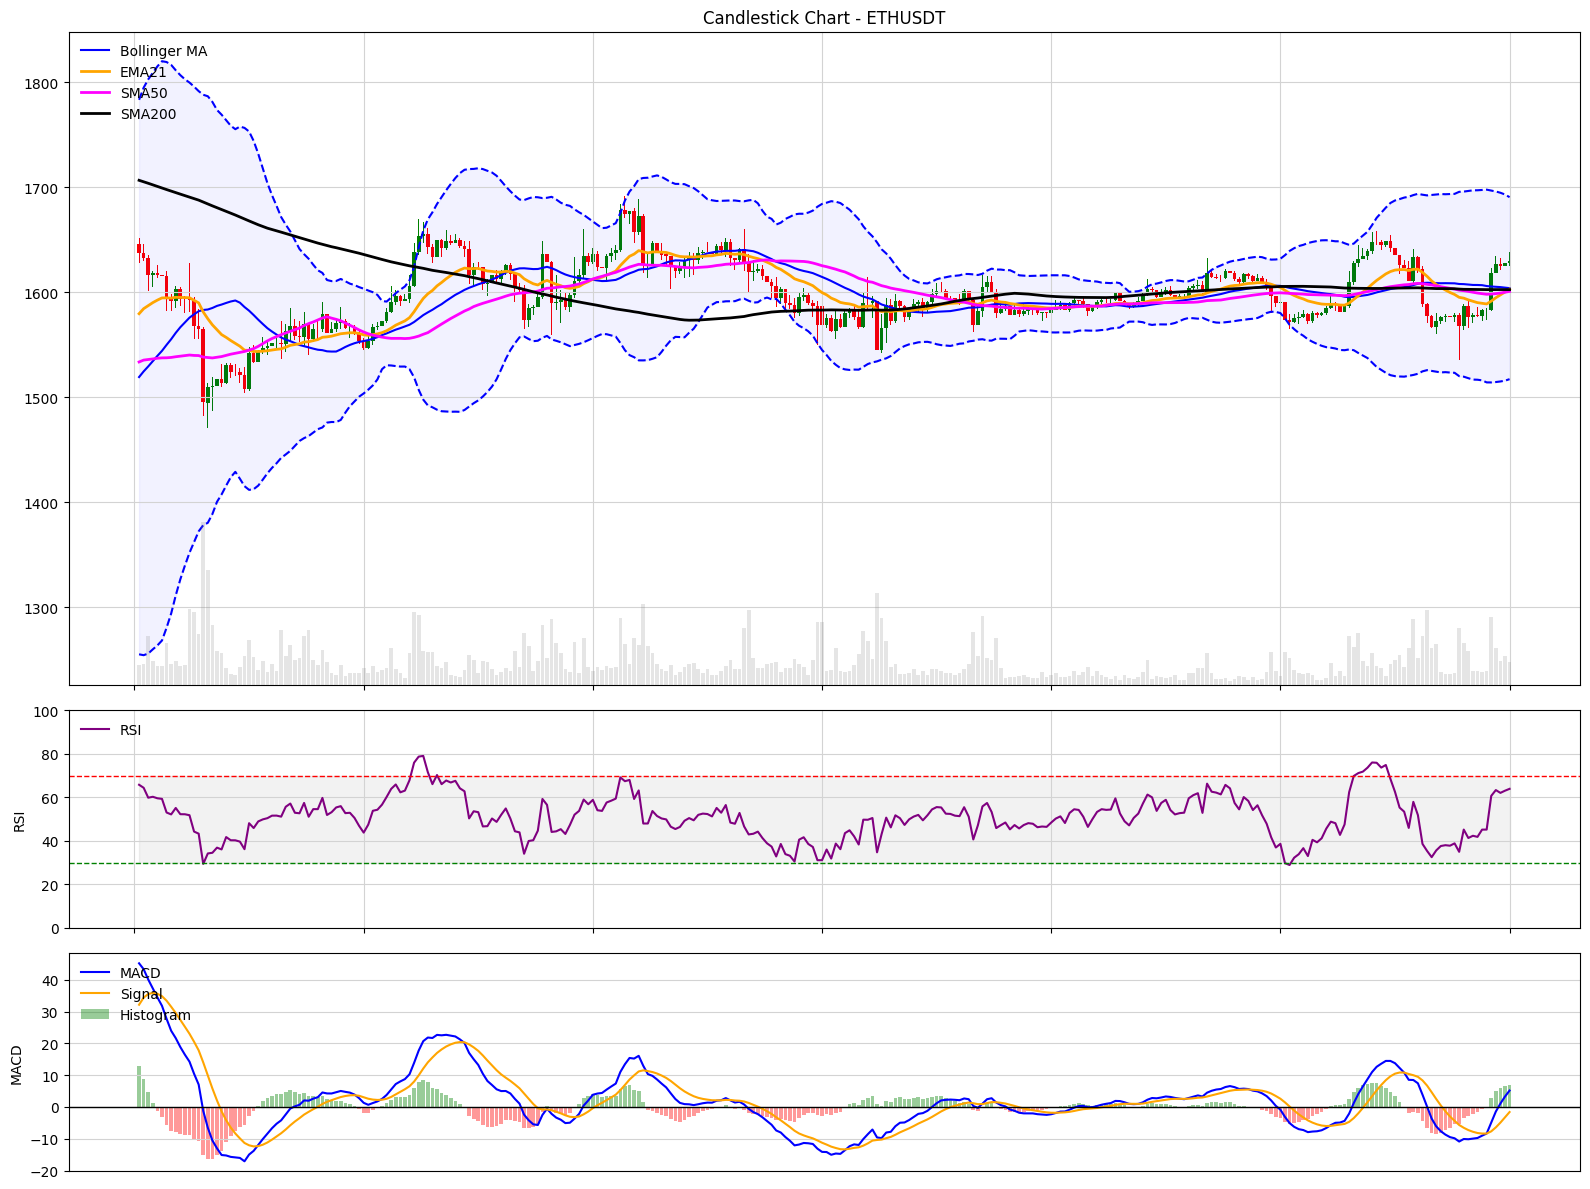 Candlestick Chart - ETHUSDT
Bollinger MA
EMA21
SMA50
SMA200
1800
1700
1600
1500
1400
1300
RSI
100
80
60
40
20
0
RSI
MACD
Signal
Histogram
40
30
20
10
0
−10
−20
MACD